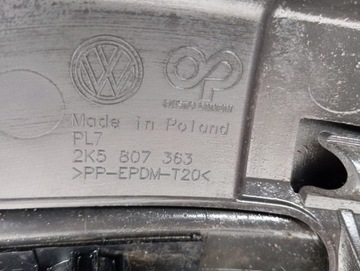 Made in Poland
PL7
2K5 807 363
>PP-EPDM-T20<